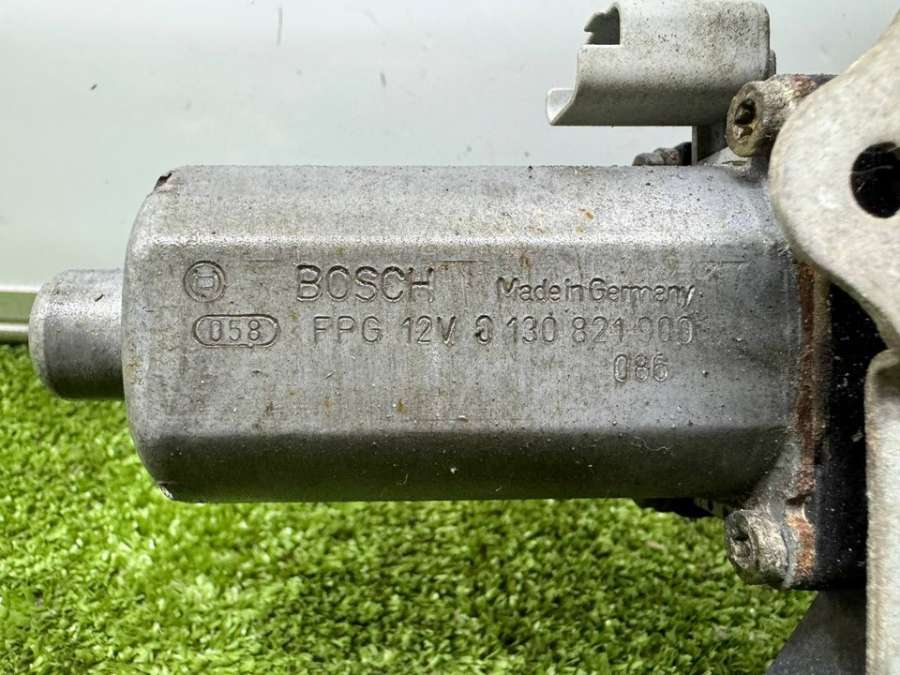 BOSCH Made in Germany
058 FPG 12V 0 130 821 900
086